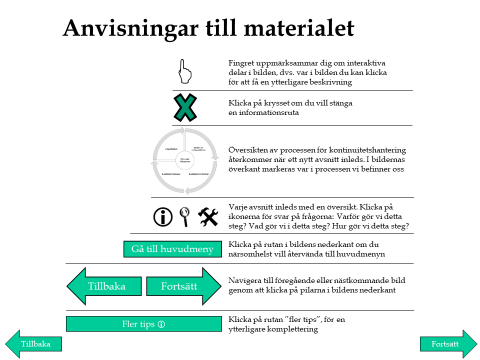 Anvisningar till materialet
Fingret uppmärksammar dig om interaktiva
delar i bilden, dvs. var i bilden du kan klicka
för att få en ytterligare beskrivning
Klicka på krysset om du vill stänga
en informationsruta
Översikten av processen för kontinuitetshantering
återkommer när ett nytt avsnitt inleds. I bildernas
överkant markeras var i processen vi befinner oss
Varje avsnitt inleds med en översikt. Klicka på
ikonerna för svar på frågorna: Varför gör vi detta
steg? Vad gör vi i detta steg? Hur gör vi detta steg?
Gå till huvudmeny
Klicka på rutan i bildens nederkant om du
närsomhelst vill återvända till huvudmenyn
Tillbaka
Fortsätt
Navigera till föregående eller nästkommande bild
genom att klicka på pilarna i bildens nederkant
Fler tips
Klicka på rutan ”fler tips”, för en
ytterligare komplettering
Tillbaka
Fortsätt